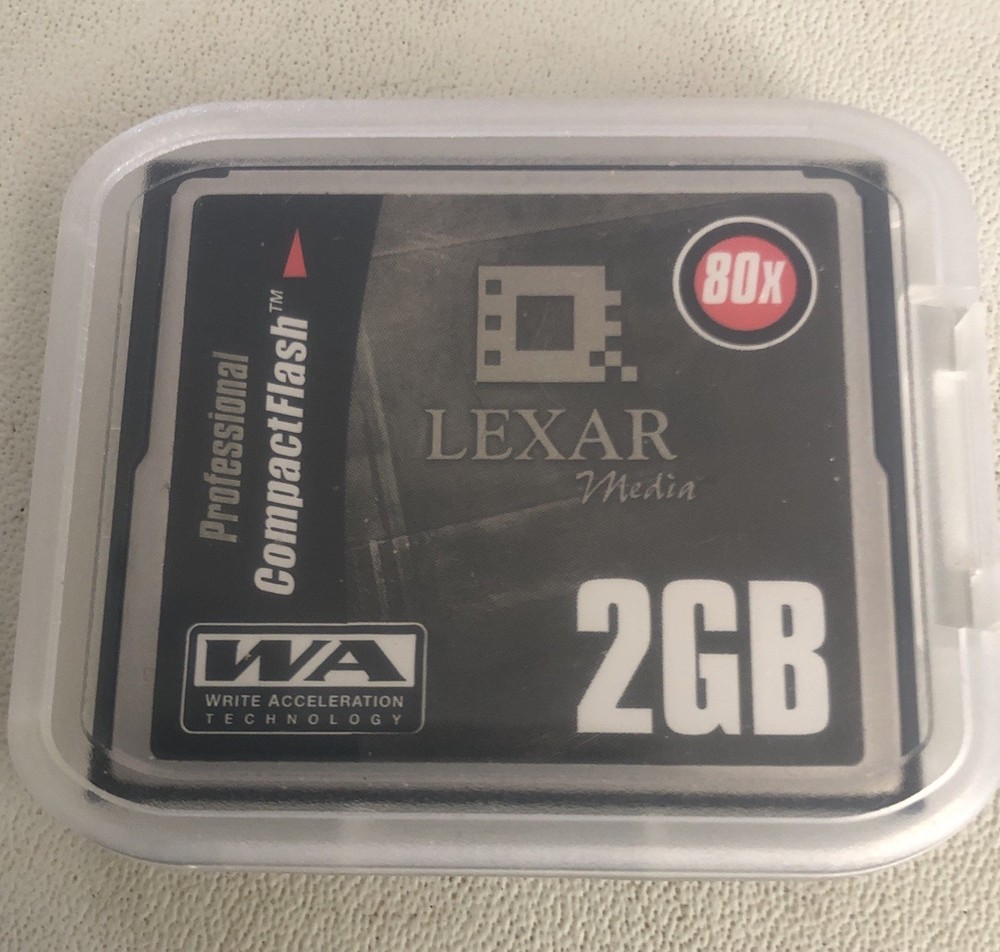 80x
Professional
CompactFlash™
LEXAR
Media
WA
WRITE ACCELERATION
TECHNOLOGY
2GB